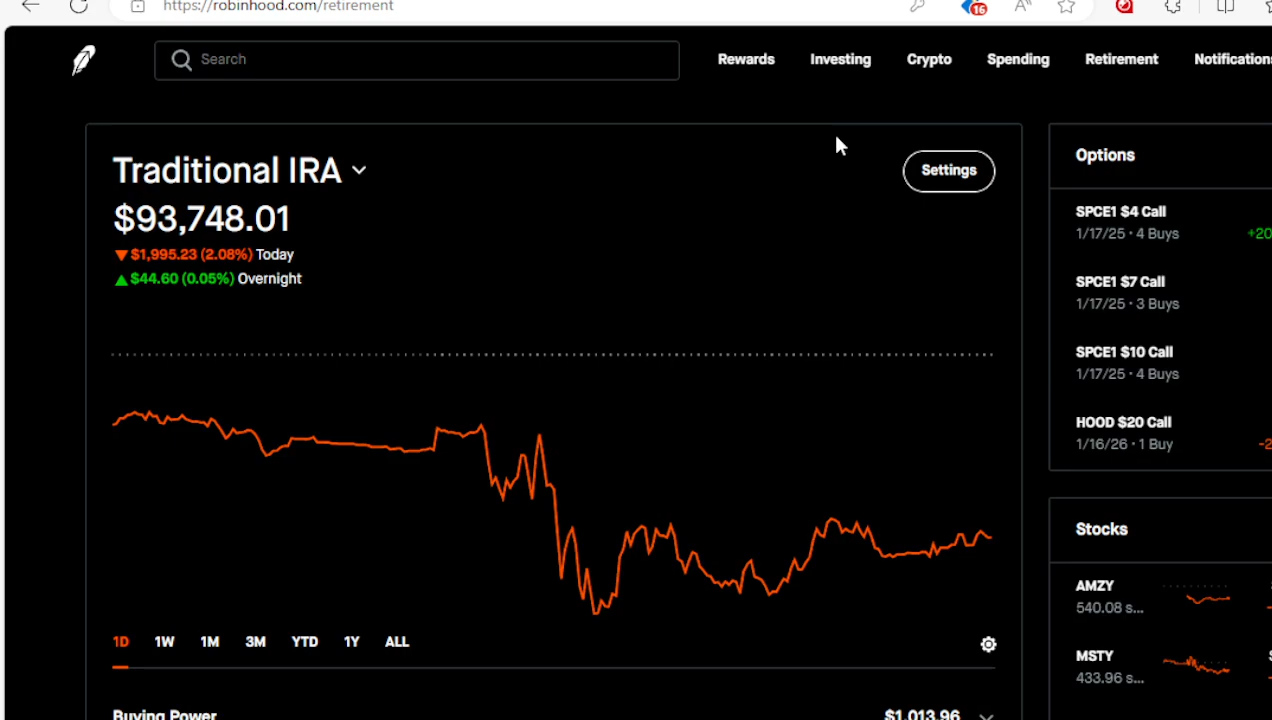 https://robinhood.com/retirement
16
Search
Rewards
Investing
Crypto
Spending
Retirement
Notifications
Traditional IRA
Settings
$93,748.01
▼ $1,995.23 (2.08%) Today
▲ $44.60 (0.05%) Overnight
1D 1W 1M 3M YTD 1Y ALL
Buying Power $1,013.96
Options
SPCE1 $4 Call
1/17/25 · 4 Buys +20
SPCE1 $7 Call
1/17/25 · 3 Buys
SPCE1 $10 Call
1/17/25 · 4 Buys
HOOD $20 Call
1/16/26 · 1 Buy -2
Stocks
AMZY
540.08 s...
MSTY
433.96 s...